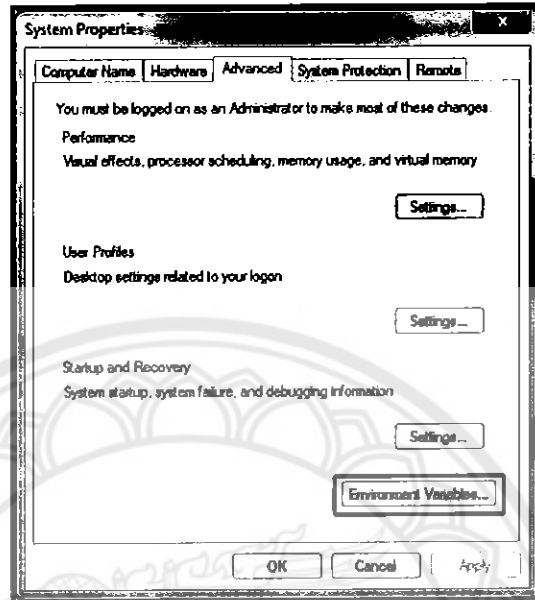 System Properties
X
Computer Name Hardware Advanced System Protection Remote
You must be logged on as an Administrator to make most of these changes.
Performance
Visual effects, processor scheduling, memory usage, and virtual memory
Settings...
User Profiles
Desktop settings related to your logon
Settings...
Startup and Recovery
System startup, system failure, and debugging information
Settings...
Environment Variables...
OK Cancel Apply